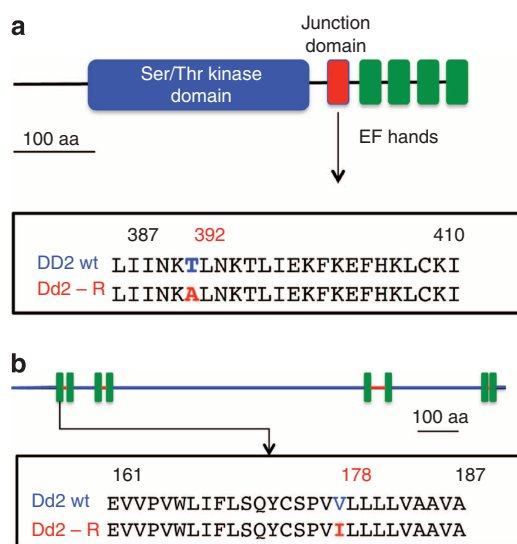 a
Junction
domain
Ser/Thr kinase
domain
100 aa
EF hands
387 392 410
DD2 wt LIINKTLNKTLIEKFKEFHKLCKI
Dd2 – R LIINKALNKTLIEKFKEFHKLCKI
b
100 aa
161 178 187
Dd2 wt EVVPVWLIFLSQYCSPVVLLLLVAAVA
Dd2 – R EVVPVWLIFLSQYCSPVILLLLVAAVA